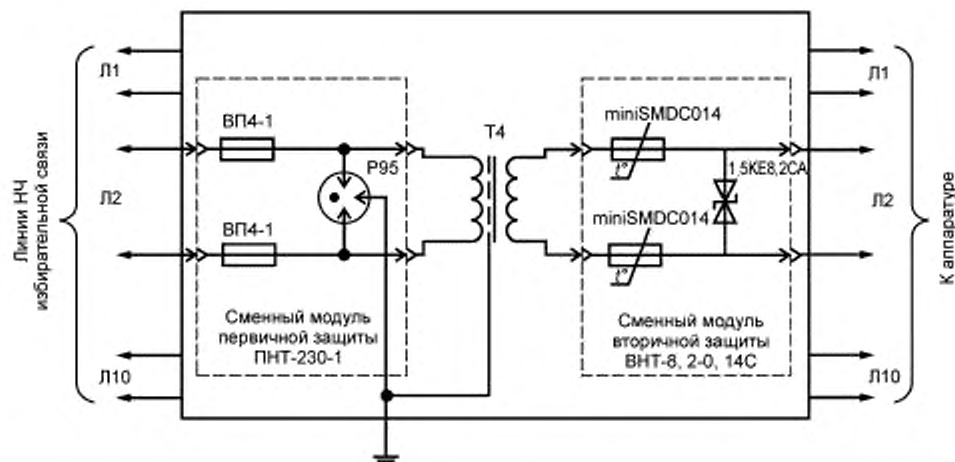 Линии НЧ
избирательной связи
Л1
Л2
Л10
ВП4-1
Р95
ВП4-1
Сменный модуль
первичной защиты
ПНТ-230-1
Т4
miniSMDC014
t°
1,5КЕ8,2СА
miniSMDC014
t°
Сменный модуль
вторичной защиты
ВНТ-8, 2-0, 14С
Л1
Л2
Л10
К аппаратуре